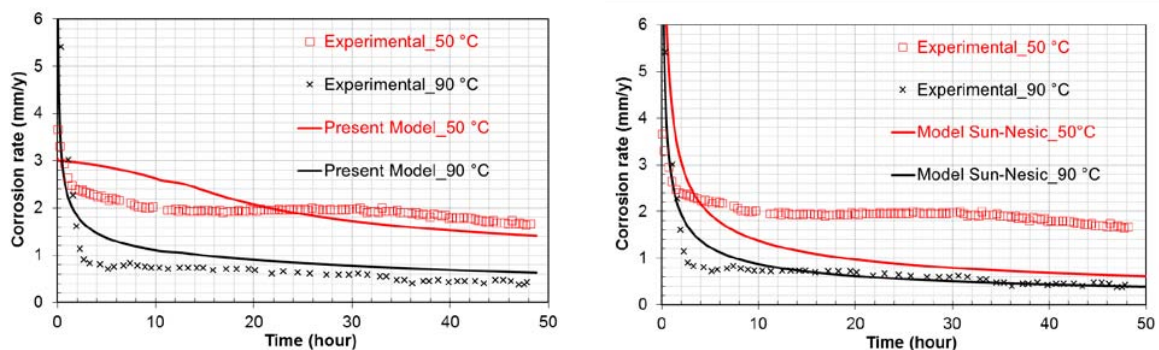 6
5
4
3
2
1
0
Corrosion rate (mm/y)
Experimental_50 °C
Experimental_90 °C
Present Model_50 °C
Present Model_90 °C
0 10 20 30 40 50
Time (hour)
6
5
4
3
2
1
0
Corrosion rate (mm/y)
Experimental_50 °C
Experimental_90 °C
Model Sun-Nesic_50°C
Model Sun-Nesic_90 °C
0 10 20 30 40 50
Time (hour)